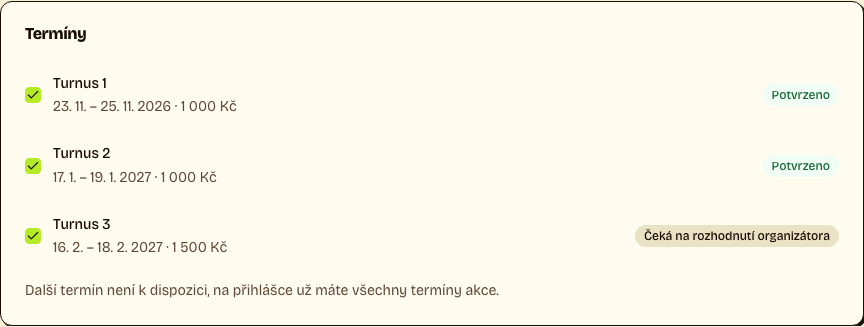 Termíny
Turnus 1
23. 11. – 25. 11. 2026 · 1 000 Kč
Potvrzeno
Turnus 2
17. 1. – 19. 1. 2027 · 1 000 Kč
Potvrzeno
Turnus 3
16. 2. – 18. 2. 2027 · 1 500 Kč
Čeká na rozhodnutí organizátora
Další termín není k dispozici, na přihlášce už máte všechny termíny akce.